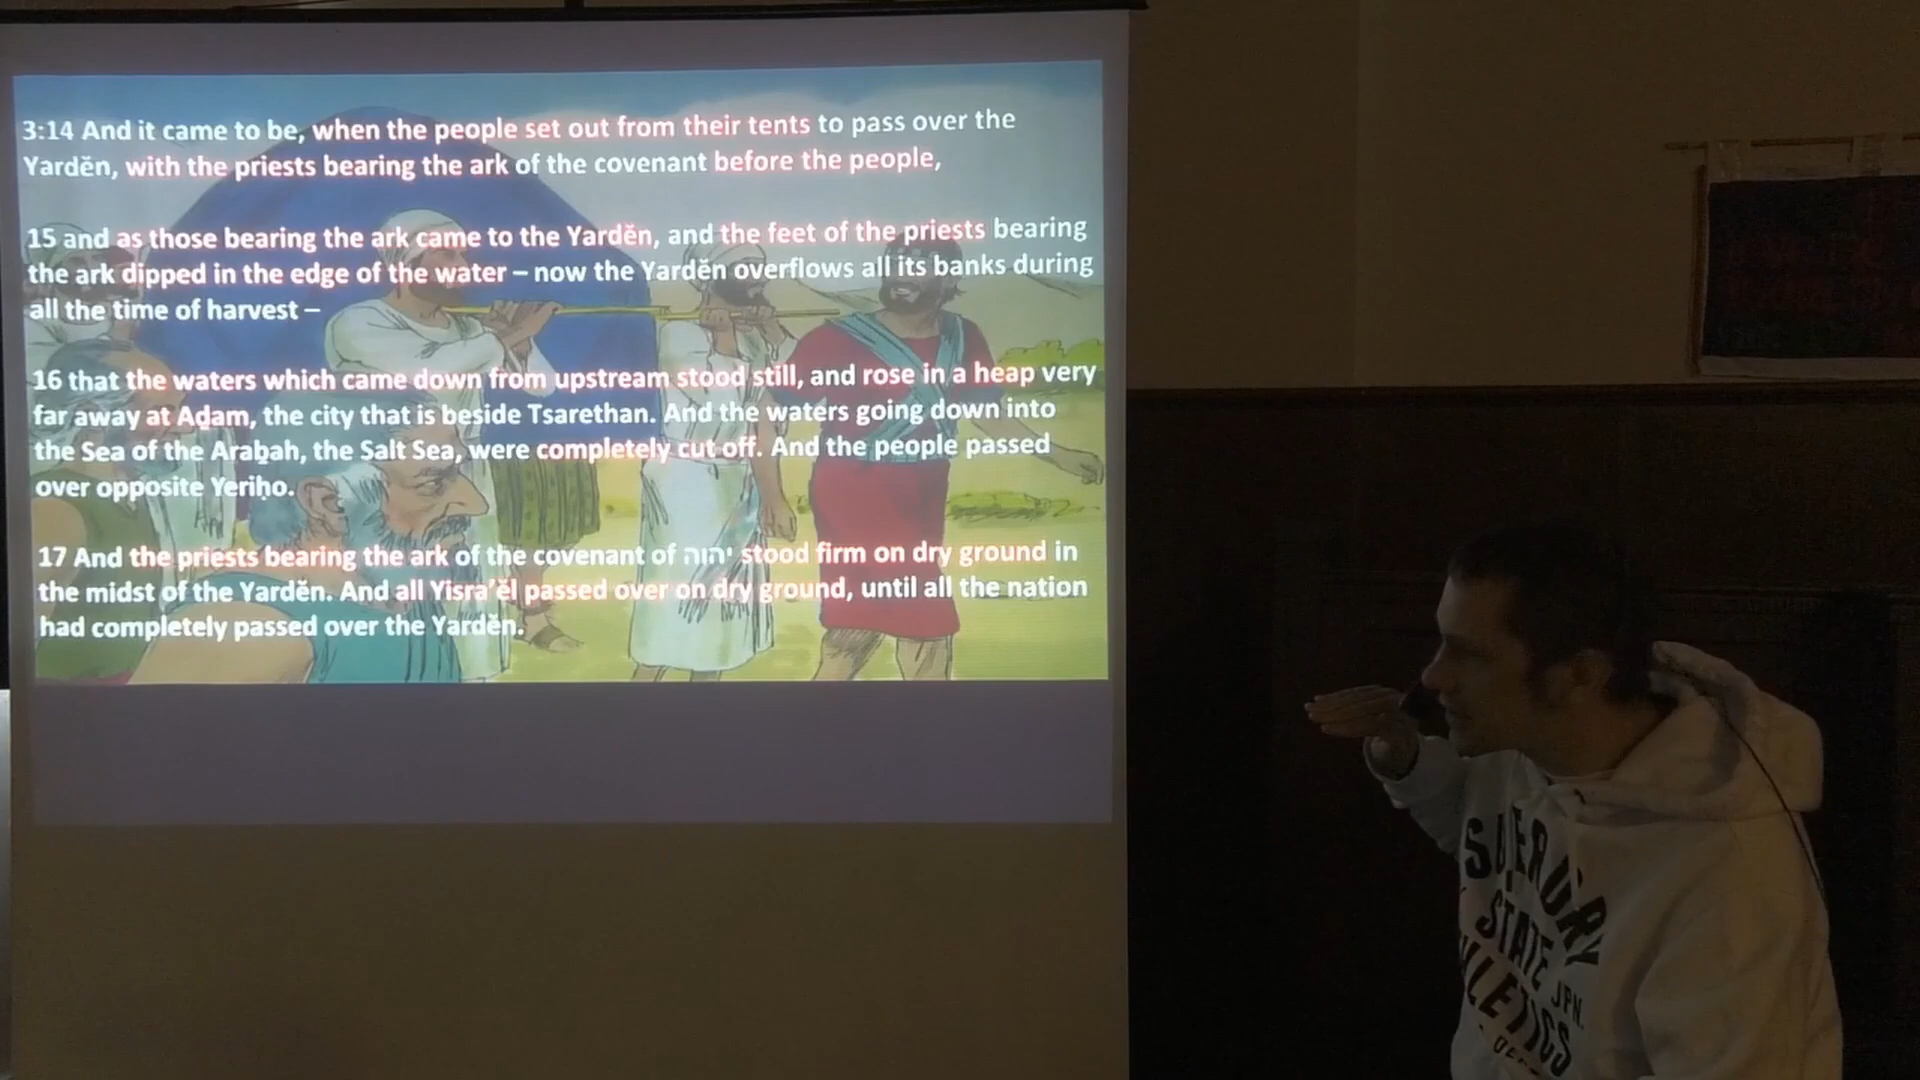 3:14 And it came to be, when the people set out from their tents to pass over the
Yardĕn, with the priests bearing the ark of the covenant before the people,
15 and as those bearing the ark came to the Yardĕn, and the feet of the priests bearing
the ark dipped in the edge of the water – now the Yardĕn overflows all its banks during
all the time of harvest –
16 that the waters which came down from upstream stood still, and rose in a heap very
far away at Aḏam, the city that is beside Tsarethan. And the waters going down into
the Sea of the Araḇah, the Salt Sea, were completely cut off. And the people passed
over opposite Yeriḥo.
17 And the priests bearing the ark of the covenant of יהוה stood firm on dry ground in
the midst of the Yardĕn. And all Yisra’ĕl passed over on dry ground, until all the nation
had completely passed over the Yardĕn.
STATE
JPN.